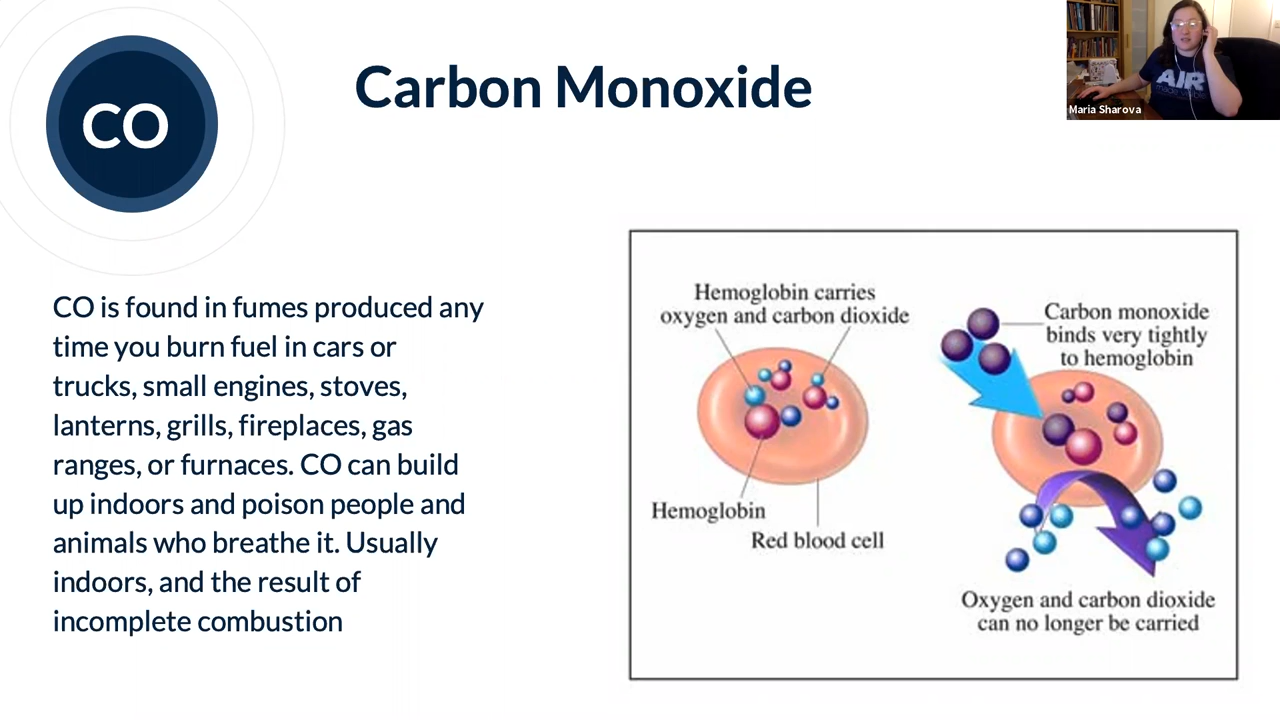 CO
Carbon Monoxide
AIR
Maria Sharova
CO is found in fumes produced any
time you burn fuel in cars or
trucks, small engines, stoves,
lanterns, grills, fireplaces, gas
ranges, or furnaces. CO can build
up indoors and poison people and
animals who breathe it. Usually
indoors, and the result of
incomplete combustion
Hemoglobin carries
oxygen and carbon dioxide
Hemoglobin
Red blood cell
Carbon monoxide
binds very tightly
to hemoglobin
Oxygen and carbon dioxide
can no longer be carried